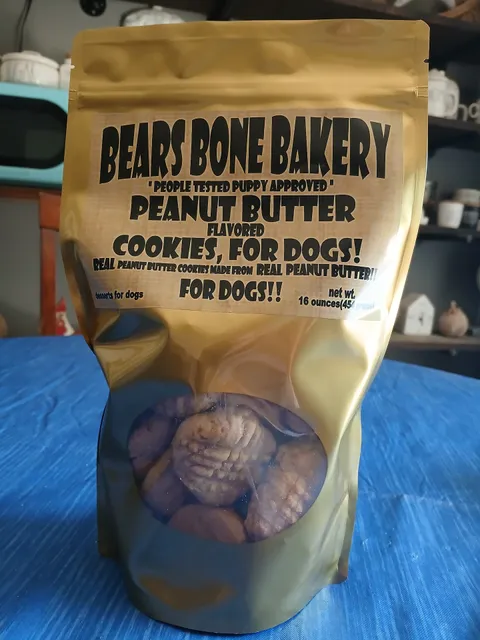 BEARS BONE BAKERY
"PEOPLE TESTED PUPPY APPROVED"
PEANUT BUTTER
FLAVORED
COOKIES, FOR DOGS!
REAL PEANUT BUTTER COOKIES MADE FROM REAL PEANUT BUTTER!!
FOR DOGS!!
for dogs
net wt.
16 ounces(454